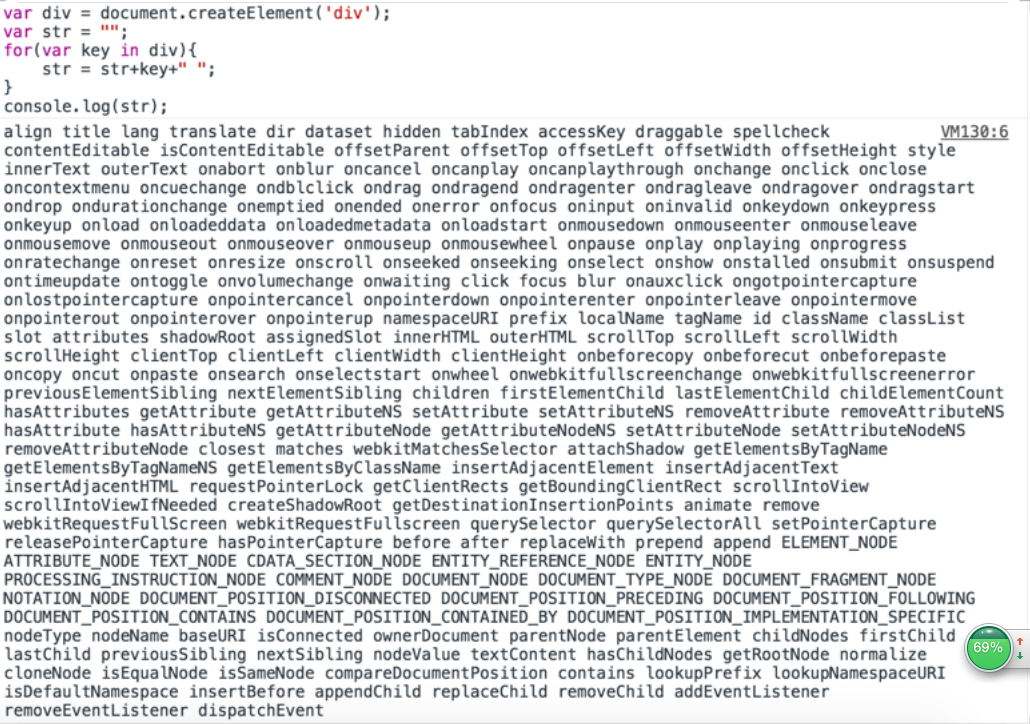 var div = document.createElement('div');
var str = "";
for(var key in div){
    str = str+key+" ";
}
console.log(str);
align title lang translate dir dataset hidden tabIndex accessKey draggable spellcheck VM130:6
contentEditable isContentEditable offsetParent offsetTop offsetLeft offsetWidth offsetHeight style
innerText outerText onabort onblur oncancel oncanplay oncanplaythrough onchange onclick onclose
oncontextmenu oncuechange ondblclick ondrag ondragend ondragenter ondragleave ondragover ondragstart
ondrop ondurationchange onemptied onended onerror onfocus oninput oninvalid onkeydown onkeypress
onkeyup onload onloadeddata onloadedmetadata onloadstart onmousedown onmouseenter onmouseleave
onmousemove onmouseout onmouseover onmouseup onmousewheel onpause onplay onplaying onprogress
onratechange onreset onresize onscroll onseeked onseeking onselect onshow onstalled onsubmit onsuspend
ontimeupdate ontoggle onvolumechange onwaiting click focus blur onauxclick ongotpointercapture
onlostpointercapture onpointercancel onpointerdown onpointerenter onpointerleave onpointermove
onpointerout onpointerover onpointerup namespaceURI prefix localName tagName id className classList
slot attributes shadowRoot assignedSlot innerHTML outerHTML scrollTop scrollLeft scrollWidth
scrollHeight clientTop clientLeft clientWidth clientHeight onbeforecopy onbeforecut onbeforepaste
oncopy oncut onpaste onsearch onselectstart onwheel onwebkitfullscreenchange onwebkitfullscreenerror
previousElementSibling nextElementSibling children firstElementChild lastElementChild childElementCount
hasAttributes getAttribute getAttributeNS setAttribute setAttributeNS removeAttribute removeAttributeNS
hasAttribute hasAttributeNS getAttributeNode getAttributeNodeNS setAttributeNode setAttributeNodeNS
removeAttributeNode closest matches webkitMatchesSelector attachShadow getElementsByTagName
getElementsByTagNameNS getElementsByClassName insertAdjacentElement insertAdjacentText
insertAdjacentHTML requestPointerLock getClientRects getBoundingClientRect scrollIntoView
scrollIntoViewIfNeeded createShadowRoot getDestinationInsertionPoints animate remove
webkitRequestFullScreen webkitRequestFullscreen querySelector querySelectorAll setPointerCapture
releasePointerCapture hasPointerCapture before after replaceWith prepend append ELEMENT_NODE
ATTRIBUTE_NODE TEXT_NODE CDATA_SECTION_NODE ENTITY_REFERENCE_NODE ENTITY_NODE
PROCESSING_INSTRUCTION_NODE COMMENT_NODE DOCUMENT_NODE DOCUMENT_TYPE_NODE DOCUMENT_FRAGMENT_NODE
NOTATION_NODE DOCUMENT_POSITION_DISCONNECTED DOCUMENT_POSITION_PRECEDING DOCUMENT_POSITION_FOLLOWING
DOCUMENT_POSITION_CONTAINS DOCUMENT_POSITION_CONTAINED_BY DOCUMENT_POSITION_IMPLEMENTATION_SPECIFIC
nodeType nodeName baseURI isConnected ownerDocument parentNode parentElement childNodes firstChild
lastChild previousSibling nextSibling nodeValue textContent hasChildNodes getRootNode normalize 69%
cloneNode isEqualNode isSameNode compareDocumentPosition contains lookupPrefix lookupNamespaceURI
isDefaultNamespace insertBefore appendChild replaceChild removeChild addEventListener
removeEventListener dispatchEvent